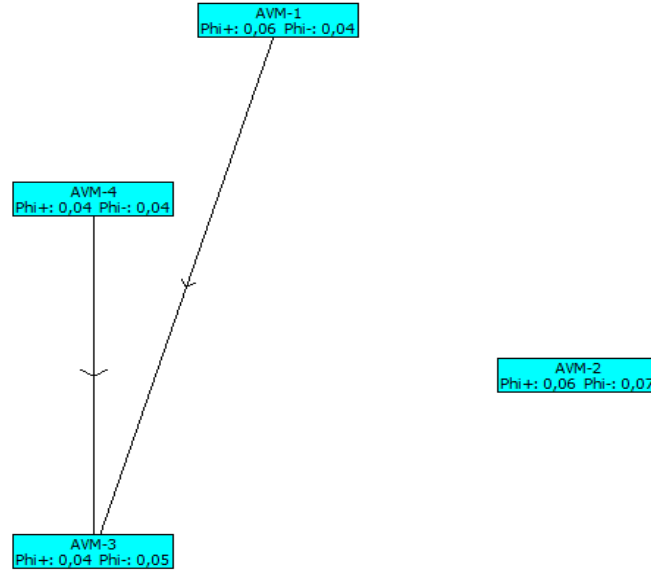 AVM-1
Phi+: 0,06 Phi-: 0,04
AVM-4
Phi+: 0,04 Phi-: 0,04
AVM-2
Phi+: 0,06 Phi-: 0,07
AVM-3
Phi+: 0,04 Phi-: 0,05